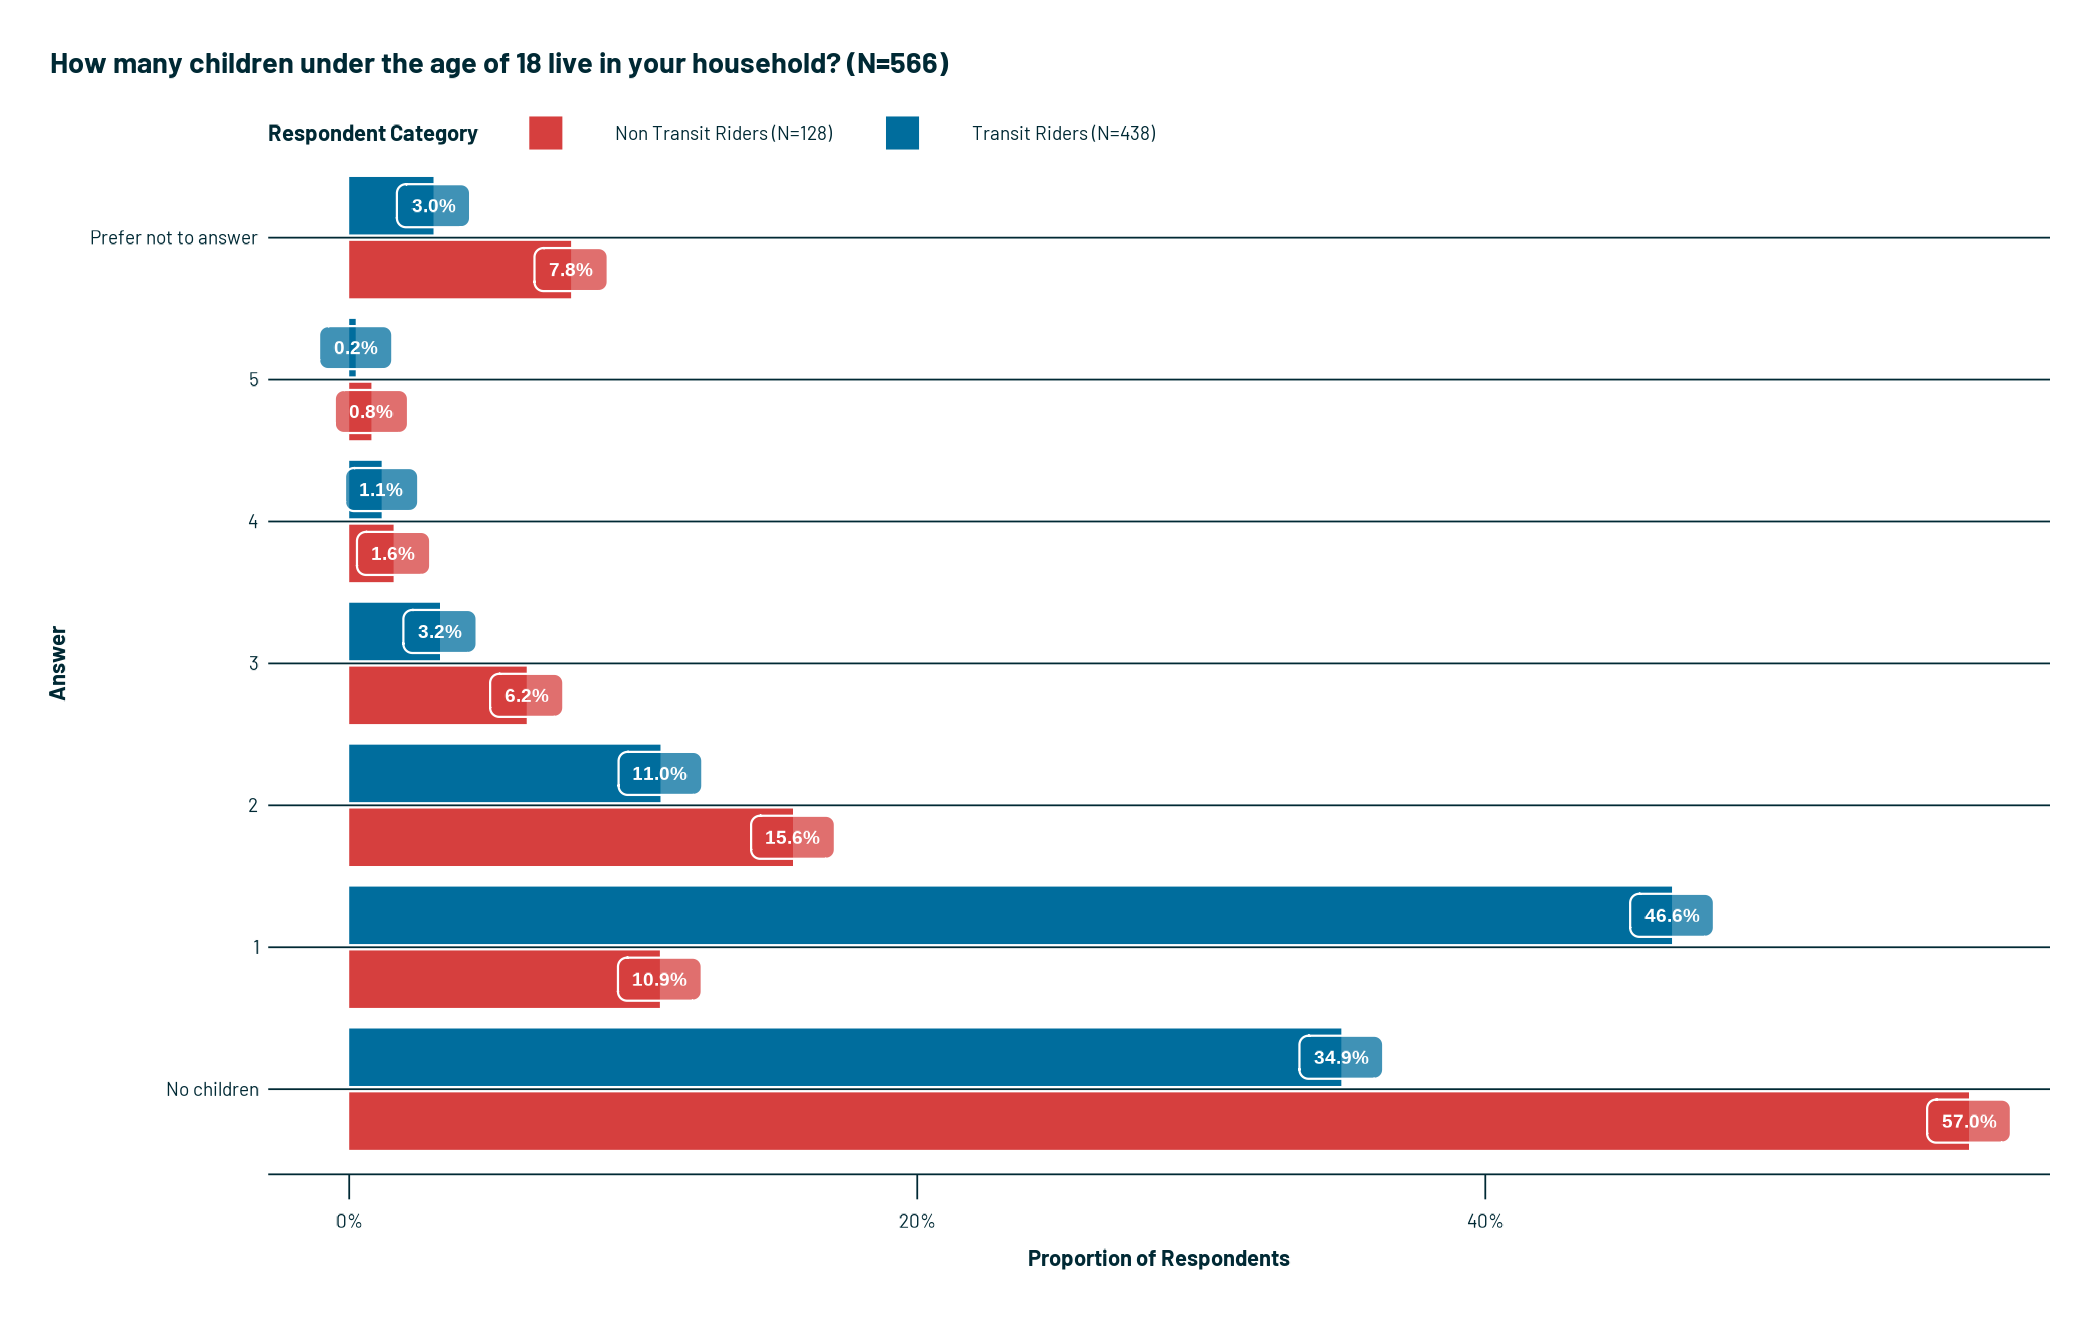 How many children under the age of 18 live in your household? (N=566)
Respondent Category Non Transit Riders (N=128) Transit Riders (N=438)
3.0%
Prefer not to answer
7.8%
0.2%
5
0.8%
1.1%
4
1.6%
3.2%
3
6.2%
Answer
11.0%
2
15.6%
46.6%
1
10.9%
34.9%
No children
57.0%
0% 20% 40%
Proportion of Respondents